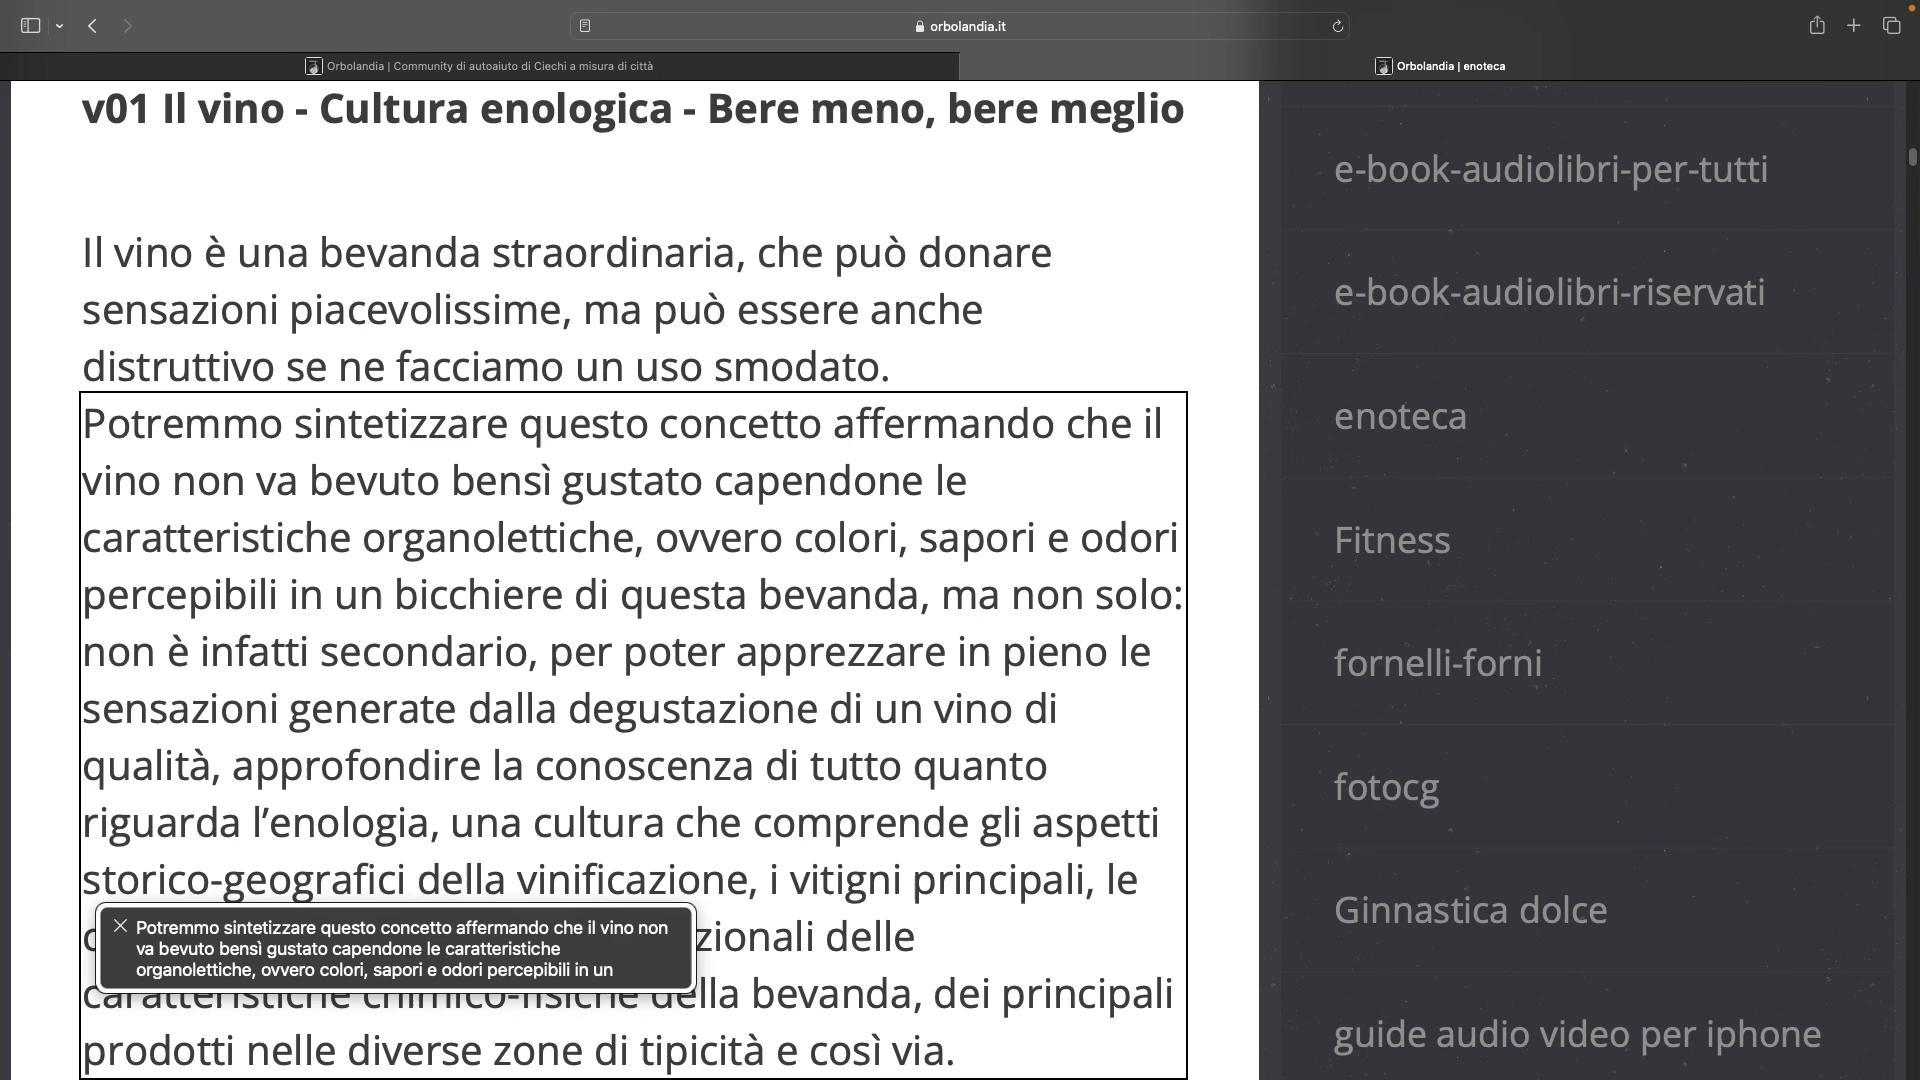 orbolandia.it
Orbolandia | Community di autoaiuto di Ciechi a misura di città
Orbolandia | enoteca
v01 Il vino - Cultura enologica - Bere meno, bere meglio
Il vino è una bevanda straordinaria, che può donare
sensazioni piacevolissime, ma può essere anche
distruttivo se ne facciamo un uso smodato.
Potremmo sintetizzare questo concetto affermando che il
vino non va bevuto bensì gustato capendone le
caratteristiche organolettiche, ovvero colori, sapori e odori
percepibili in un bicchiere di questa bevanda, ma non solo:
non è infatti secondario, per poter apprezzare in pieno le
sensazioni generate dalla degustazione di un vino di
qualità, approfondire la conoscenza di tutto quanto
riguarda l’enologia, una cultura che comprende gli aspetti
storico-geografici della vinificazione, i vitigni principali, le
zionali delle
caratteristiche chimico-fisiche della bevanda, dei principali
prodotti nelle diverse zone di tipicità e così via.
Potremmo sintetizzare questo concetto affermando che il vino non
va bevuto bensì gustato capendone le caratteristiche
organolettiche, ovvero colori, sapori e odori percepibili in un
e-book-audiolibri-per-tutti
e-book-audiolibri-riservati
enoteca
Fitness
fornelli-forni
fotocg
Ginnastica dolce
guide audio video per iphone